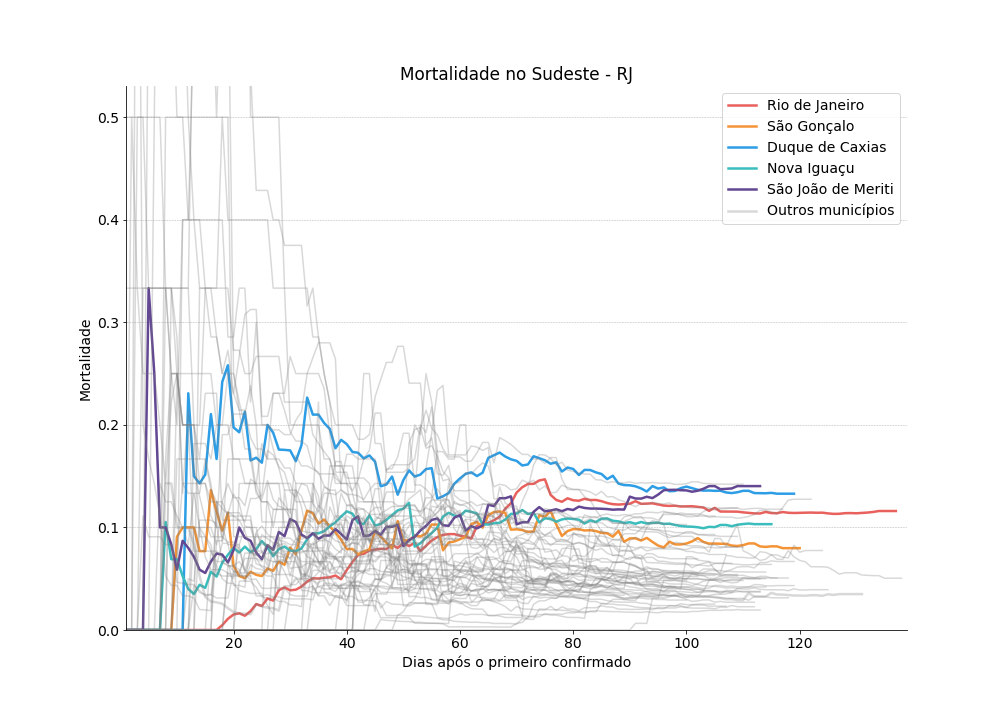 Mortalidade no Sudeste - RJ
Rio de Janeiro
São Gonçalo
Duque de Caxias
Nova Iguaçu
São João de Meriti
Outros municípios
Mortalidade
0.5
0.4
0.3
0.2
0.1
0.0
20 40 60 80 100 120
Dias após o primeiro confirmado